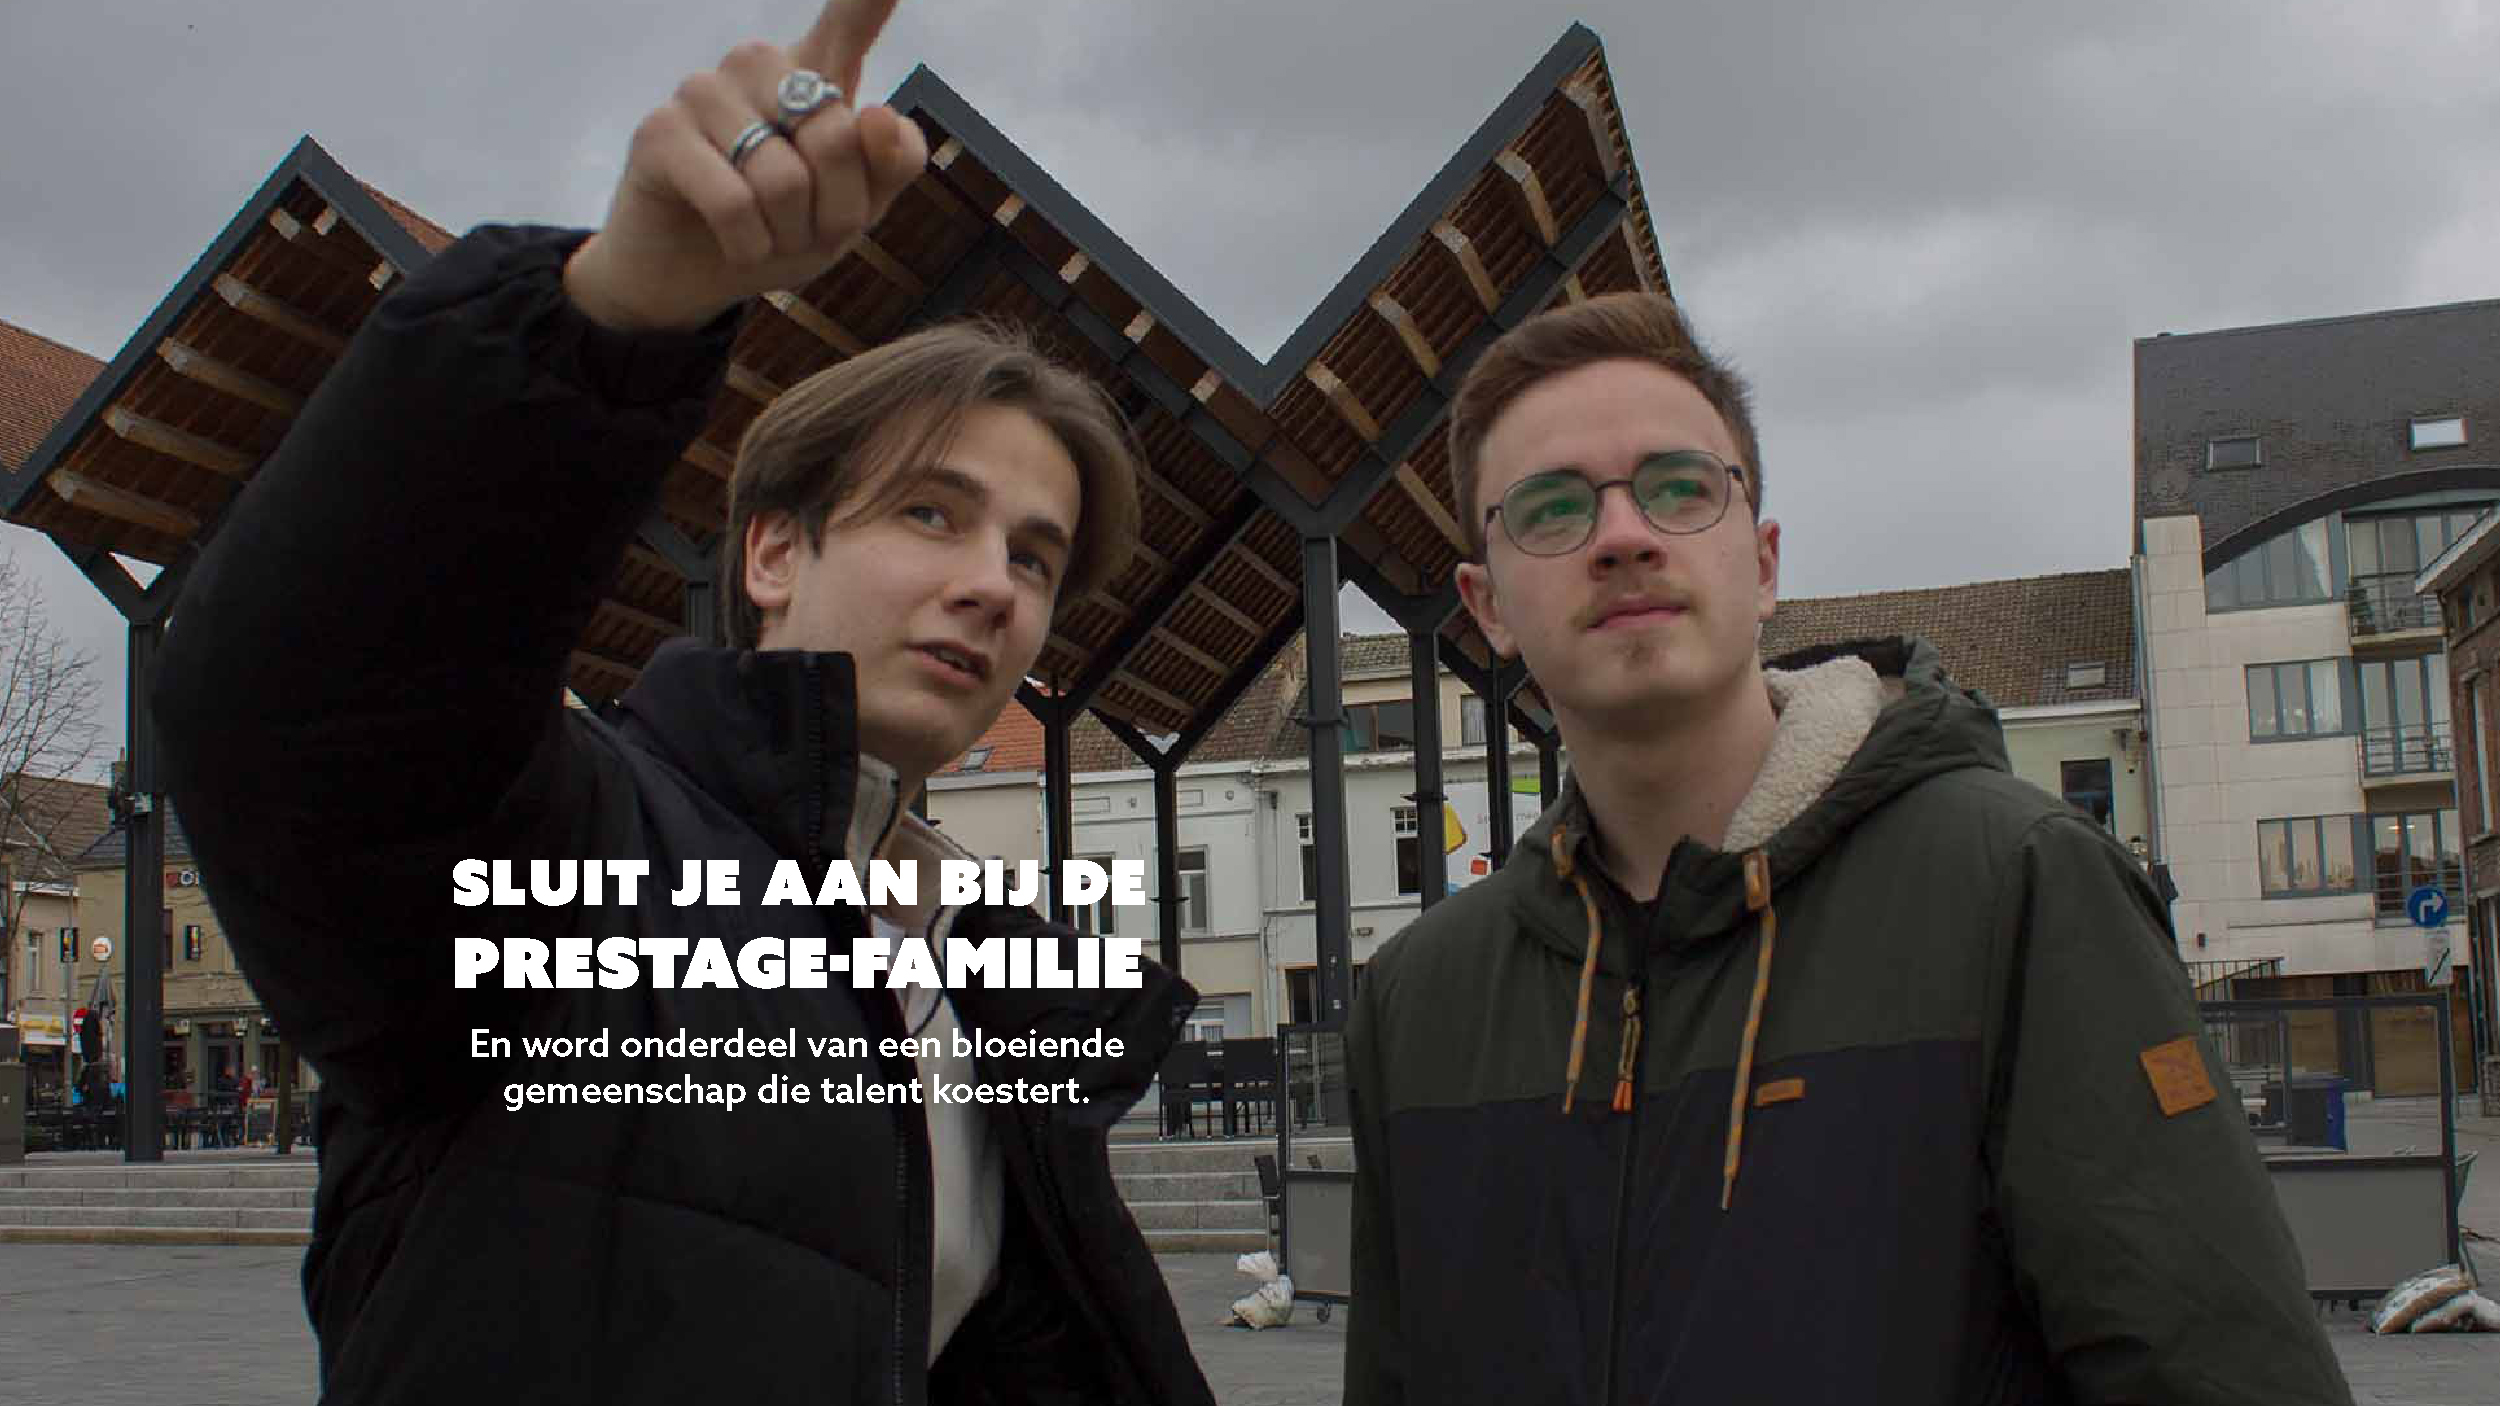 SLUIT JE AAN BIJ DE
PRESTAGE-FAMILIE
En word onderdeel van een bloeiende
gemeenschap die talent koestert.